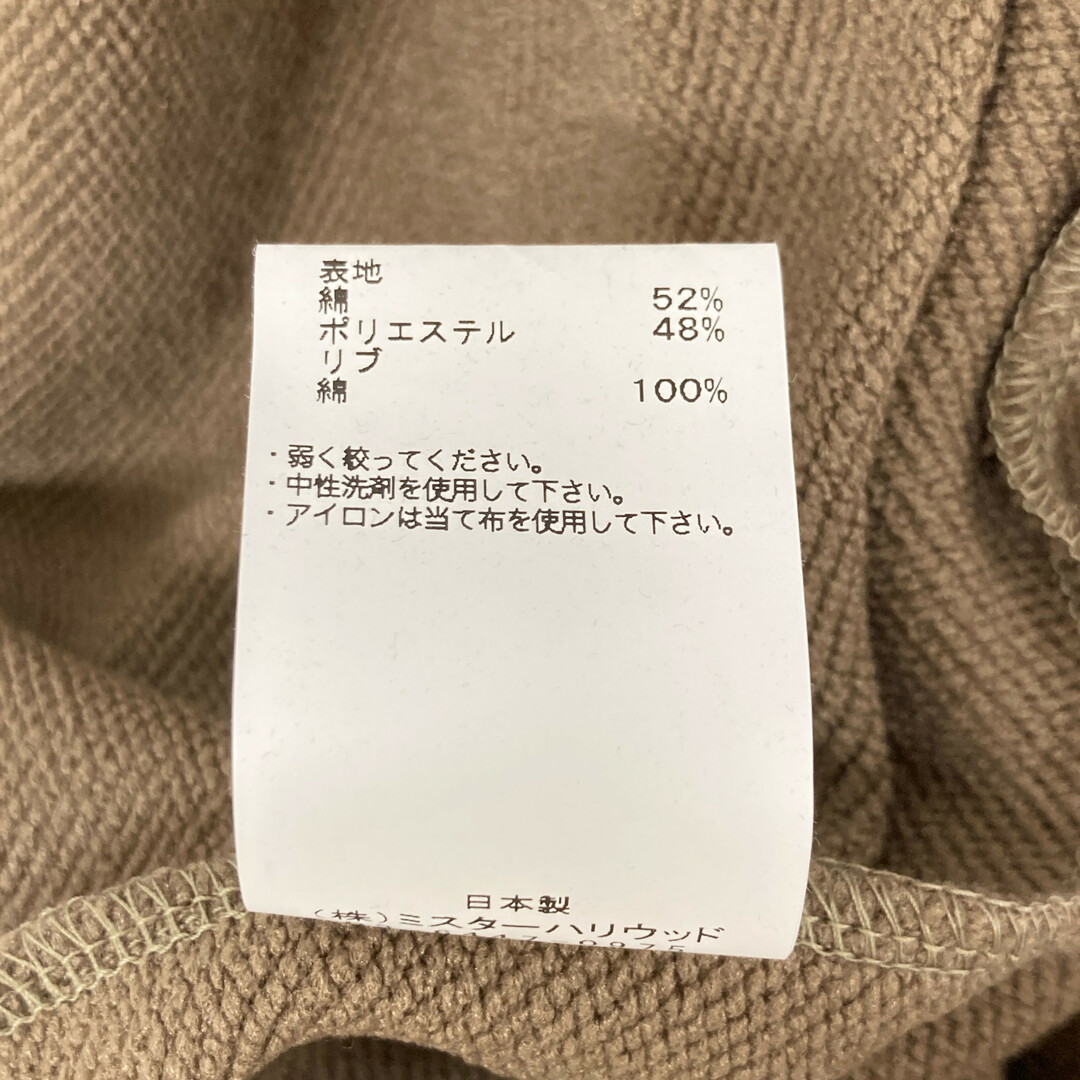 表地
綿 52%
ポリエステル 48%
リブ
綿 100%
・弱く絞ってください。
・中性洗剤を使用して下さい。
・アイロンは当て布を使用して下さい。
日本製
(株)ミスターハリウッド